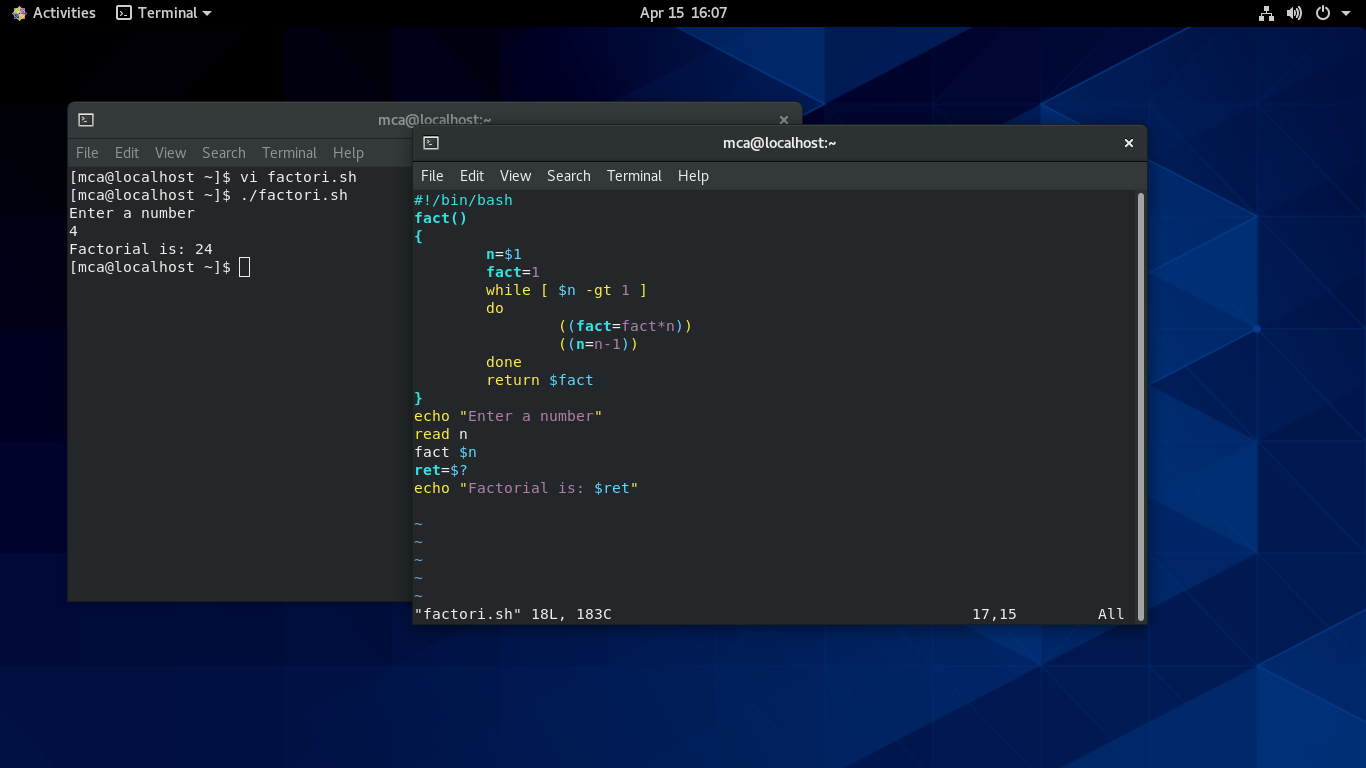 Activities Terminal Apr 15 16:07
mca@localhost:~
File Edit View Search Terminal Help
[mca@localhost ~]$ vi factori.sh
[mca@localhost ~]$ ./factori.sh
Enter a number
4
Factorial is: 24
[mca@localhost ~]$
mca@localhost:~
File Edit View Search Terminal Help
#!/bin/bash
fact()
{
        n=$1
        fact=1
        while [ $n -gt 1 ]
        do
                ((fact=fact*n))
                ((n=n-1))
        done
        return $fact
}
echo "Enter a number"
read n
fact $n
ret=$?
echo "Factorial is: $ret"

~
~
~
~
~
"factori.sh" 18L, 183C 17,15 All